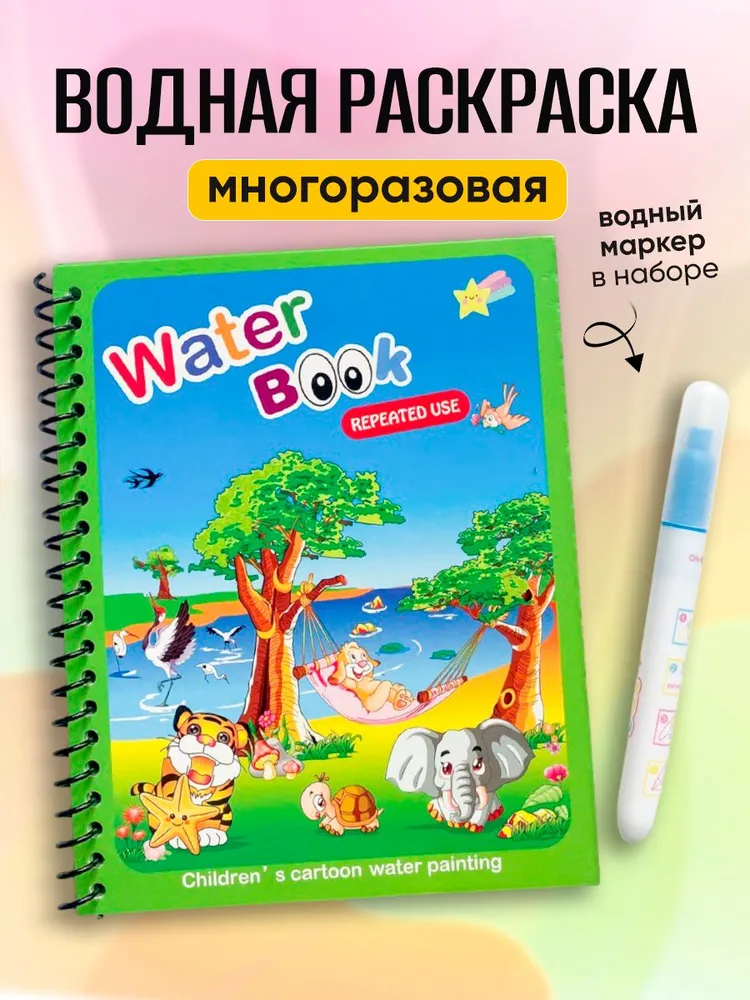 ВОДНАЯ РАСКРАСКА
многоразовая
водный
маркер
в наборе
Water
Book
REPEATED USE
Children's cartoon water painting